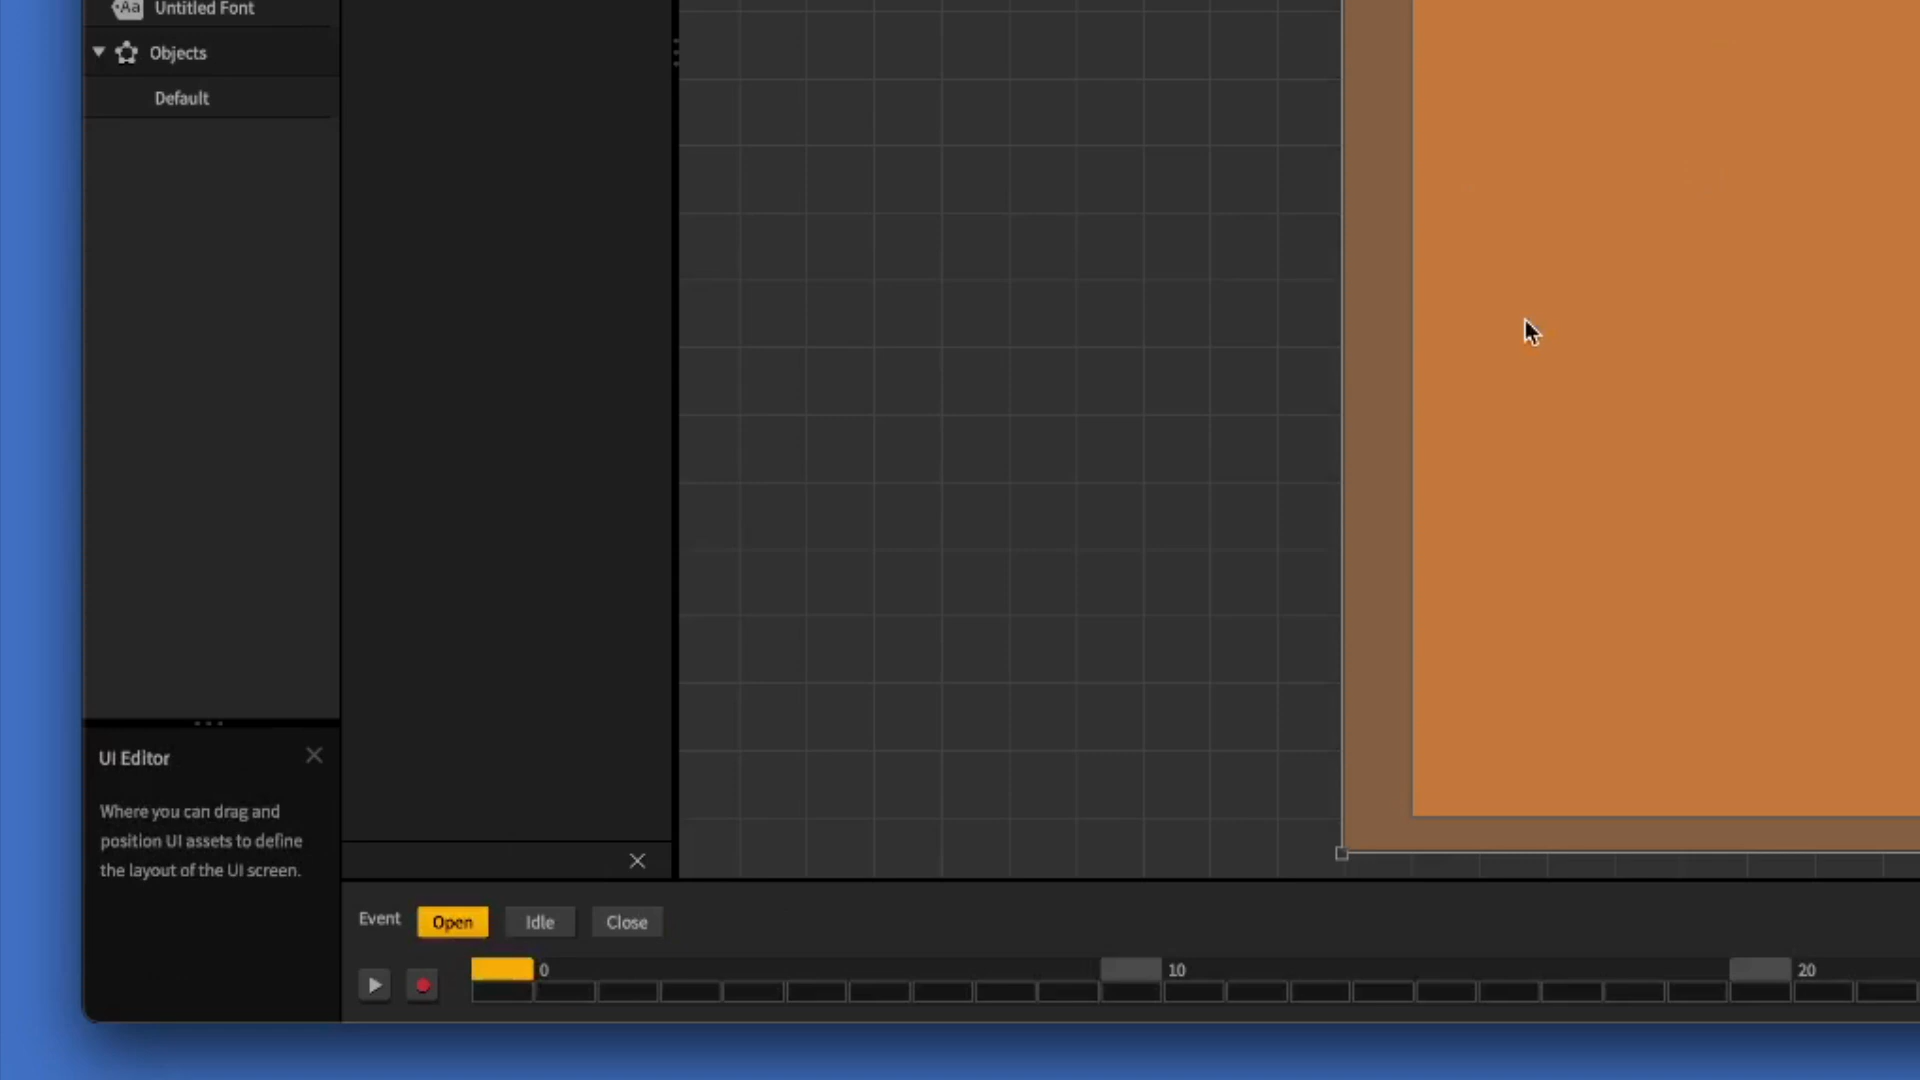 Aa Untitled Font
Objects
Default
UI Editor
Where you can drag and
position UI assets to define
the layout of the UI screen.
Event Open Idle Close
0 10 20